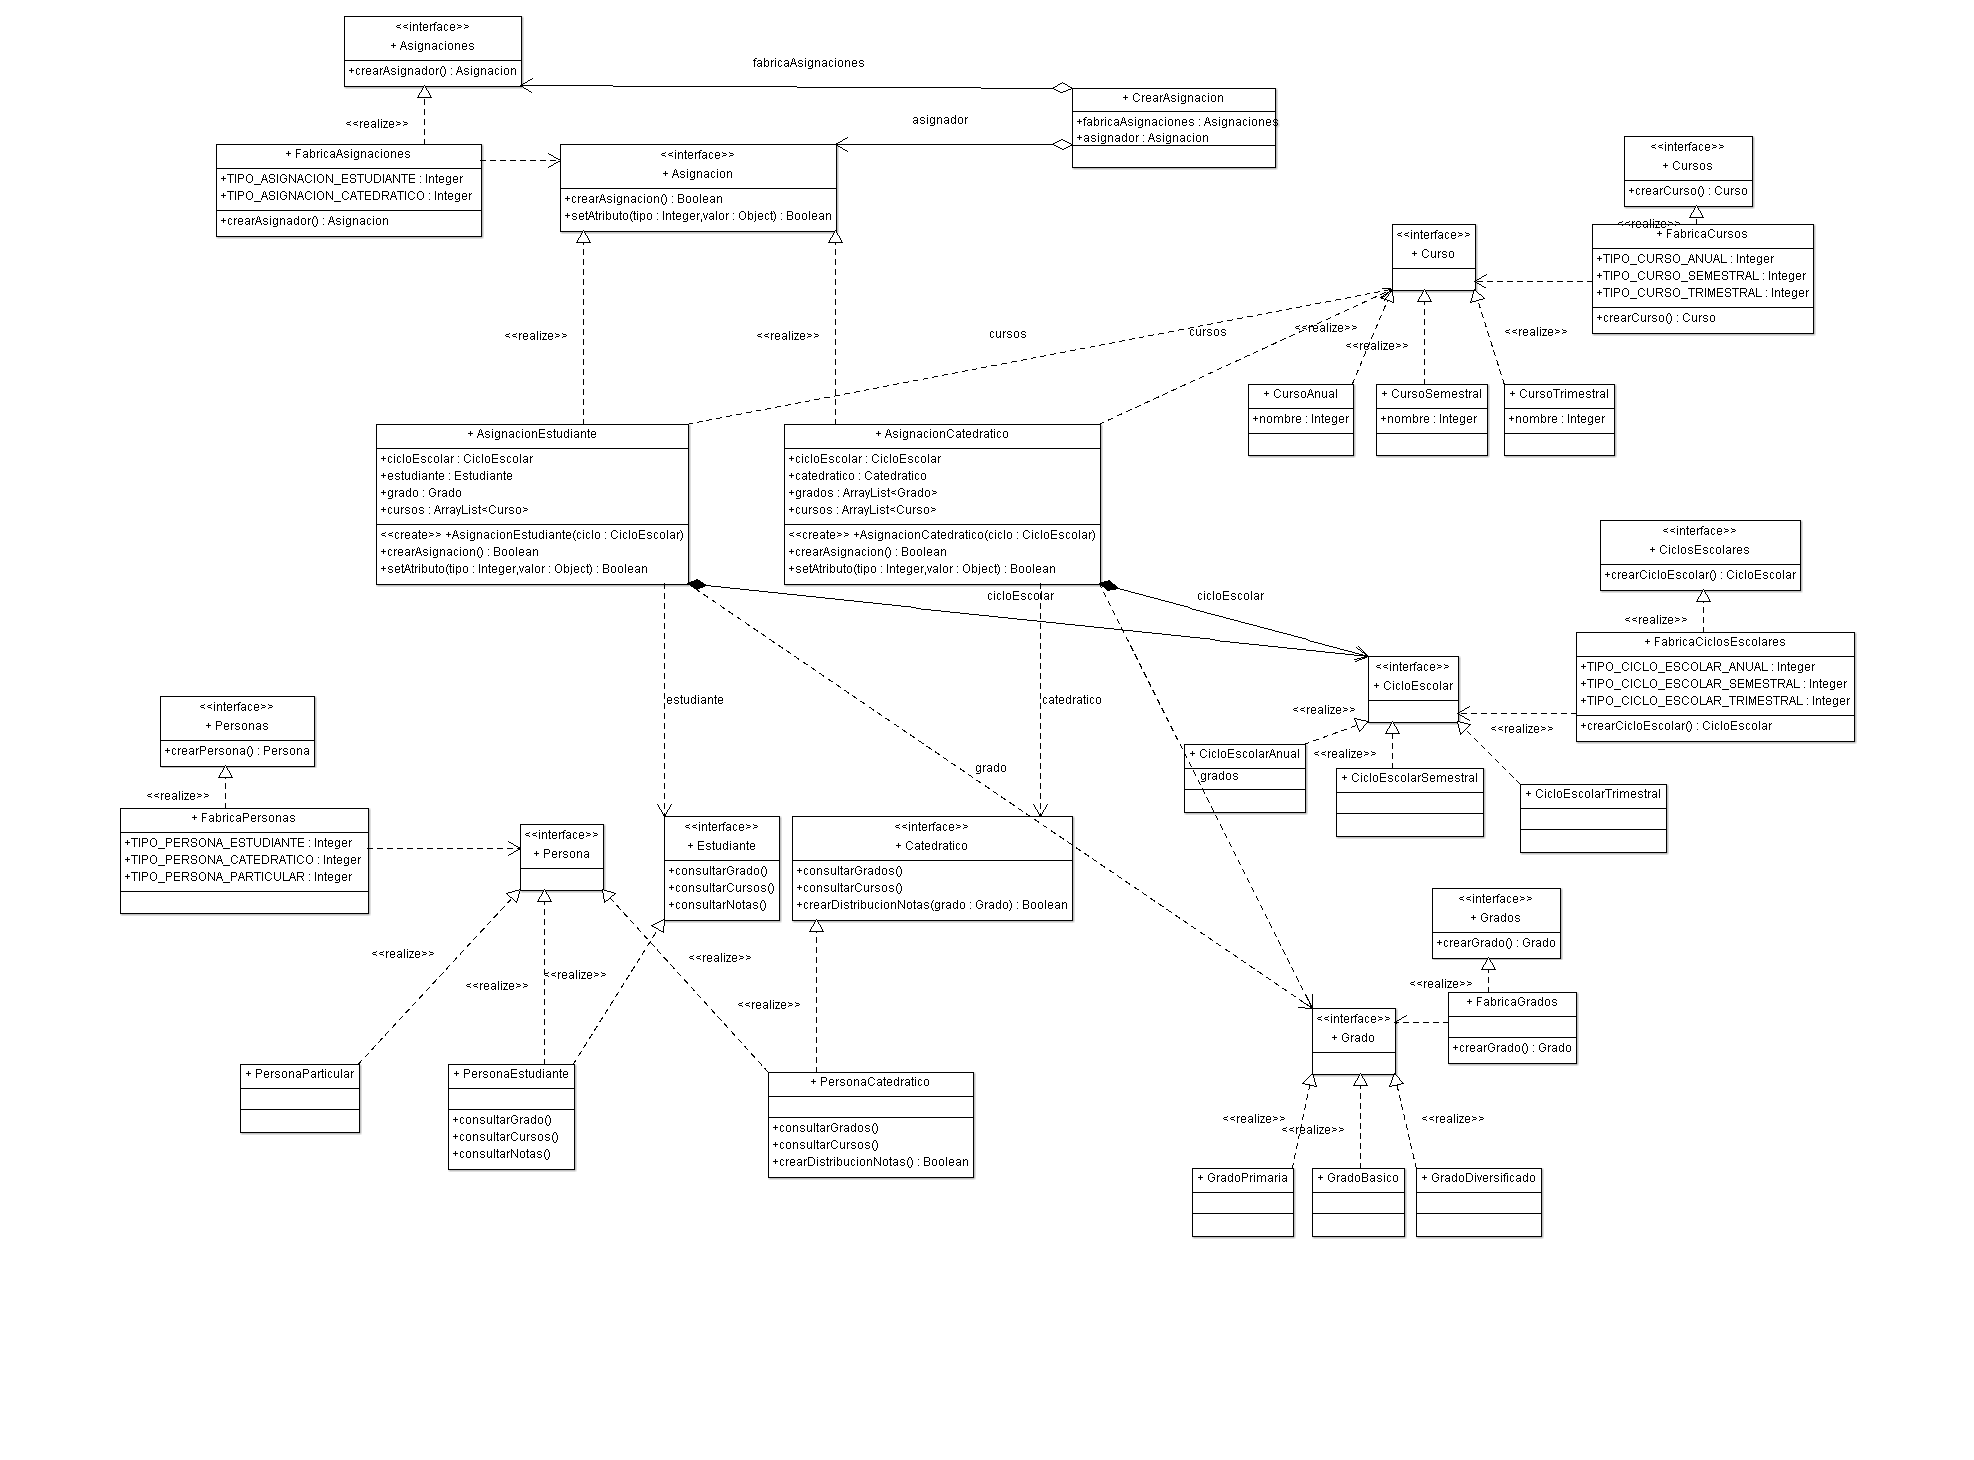 <<interface>>
+ Asignaciones
+crearAsignador() : Asignacion
fabricaAsignaciones
+ CrearAsignacion
+fabricaAsignaciones : Asignaciones
+asignador : Asignacion
asignador
<<realize>>
+ FabricaAsignaciones
+TIPO_ASIGNACION_ESTUDIANTE : Integer
+TIPO_ASIGNACION_CATEDRATICO : Integer
+crearAsignador() : Asignacion
<<interface>>
+ Asignacion
+crearAsignacion() : Boolean
+setAtributo(tipo : Integer,valor : Object) : Boolean
<<interface>>
+ Cursos
+crearCurso() : Curso
<<realize>>
+ FabricaCursos
+TIPO_CURSO_ANUAL : Integer
+TIPO_CURSO_SEMESTRAL : Integer
+TIPO_CURSO_TRIMESTRAL : Integer
+crearCurso() : Curso
<<interface>>
+ Curso
<<realize>>
<<realize>>
cursos
cursos
<<realize>>
<<realize>>
<<realize>>
+ CursoAnual
+nombre : Integer
+ CursoSemestral
+nombre : Integer
+ CursoTrimestral
+nombre : Integer
+ AsignacionEstudiante
+cicloEscolar : CicloEscolar
+estudiante : Estudiante
+grado : Grado
+cursos : ArrayList<Curso>
<<create>> +AsignacionEstudiante(ciclo : CicloEscolar)
+crearAsignacion() : Boolean
+setAtributo(tipo : Integer,valor : Object) : Boolean
+ AsignacionCatedratico
+cicloEscolar : CicloEscolar
+catedratico : Catedratico
+grados : ArrayList<Grado>
+cursos : ArrayList<Curso>
<<create>> +AsignacionCatedratico(ciclo : CicloEscolar)
+crearAsignacion() : Boolean
+setAtributo(tipo : Integer,valor : Object) : Boolean
<<interface>>
+ CiclosEscolares
+crearCicloEscolar() : CicloEscolar
cicloEscolar
cicloEscolar
<<realize>>
+ FabricaCiclosEscolares
+TIPO_CICLO_ESCOLAR_ANUAL : Integer
+TIPO_CICLO_ESCOLAR_SEMESTRAL : Integer
+TIPO_CICLO_ESCOLAR_TRIMESTRAL : Integer
+crearCicloEscolar() : CicloEscolar
<<interface>>
+ CicloEscolar
<<realize>>
<<realize>>
<<realize>>
+ CicloEscolarAnual
grados
+ CicloEscolarSemestral
+ CicloEscolarTrimestral
estudiante
catedratico
grado
<<interface>>
+ Personas
+crearPersona() : Persona
<<realize>>
+ FabricaPersonas
+TIPO_PERSONA_ESTUDIANTE : Integer
+TIPO_PERSONA_CATEDRATICO : Integer
+TIPO_PERSONA_PARTICULAR : Integer
<<interface>>
+ Persona
<<interface>>
+ Estudiante
+consultarGrado()
+consultarCursos()
+consultarNotas()
<<interface>>
+ Catedratico
+consultarGrados()
+consultarCursos()
+crearDistribucionNotas(grado : Grado) : Boolean
<<interface>>
+ Grados
+crearGrado() : Grado
<<realize>>
<<realize>>
<<realize>>
<<realize>>
<<realize>>
<<realize>>
+ FabricaGrados
+crearGrado() : Grado
<<interface>>
+ Grado
+ PersonaParticular
+ PersonaEstudiante
+consultarGrado()
+consultarCursos()
+consultarNotas()
+ PersonaCatedratico
+consultarGrados()
+consultarCursos()
+crearDistribucionNotas() : Boolean
<<realize>>
<<realize>>
<<realize>>
+ GradoPrimaria
+ GradoBasico
+ GradoDiversificado